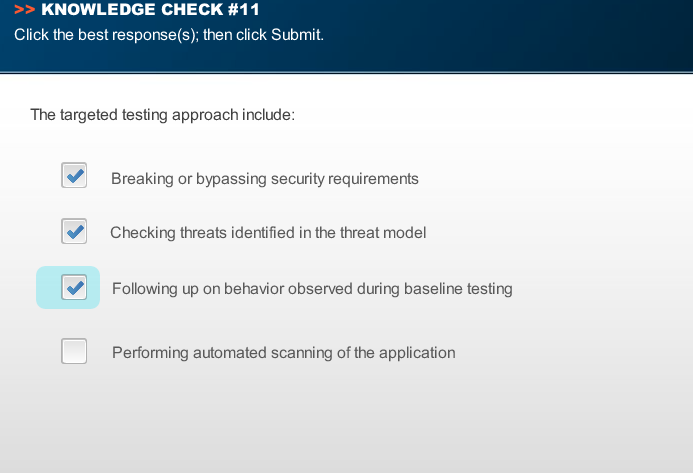 >> KNOWLEDGE CHECK #11
Click the best response(s); then click Submit.
The targeted testing approach include:
Breaking or bypassing security requirements
Checking threats identified in the threat model
Following up on behavior observed during baseline testing
Performing automated scanning of the application